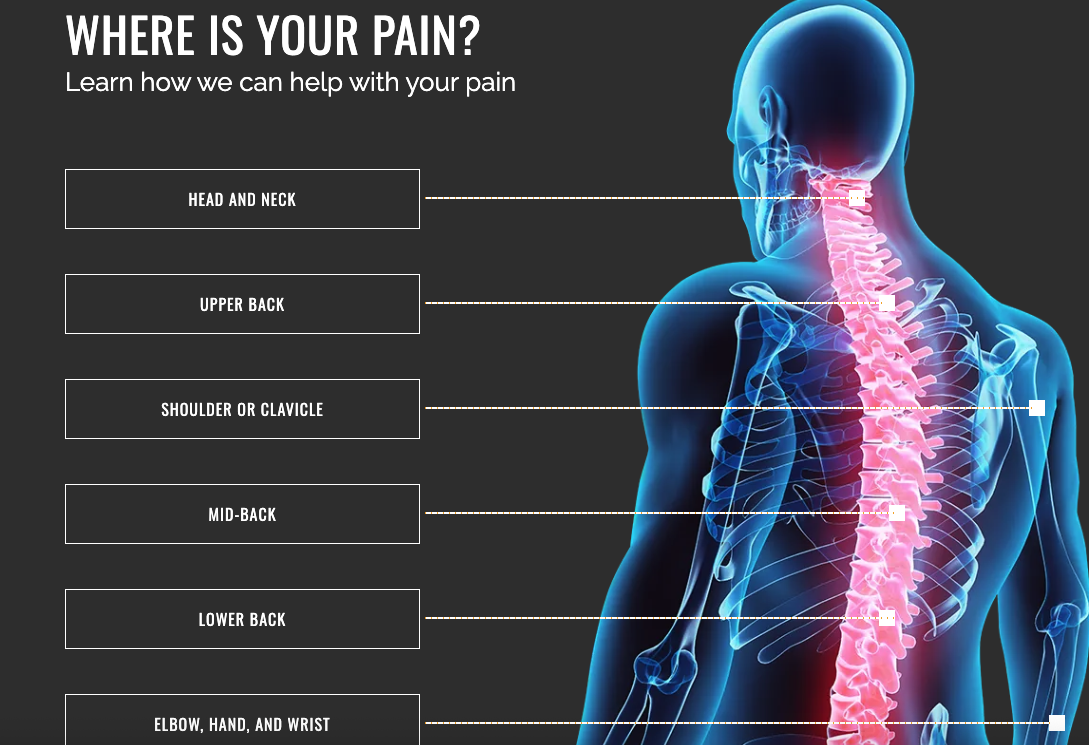 WHERE IS YOUR PAIN?
Learn how we can help with your pain
HEAD AND NECK
UPPER BACK
SHOULDER OR CLAVICLE
MID-BACK
LOWER BACK
ELBOW, HAND, AND WRIST